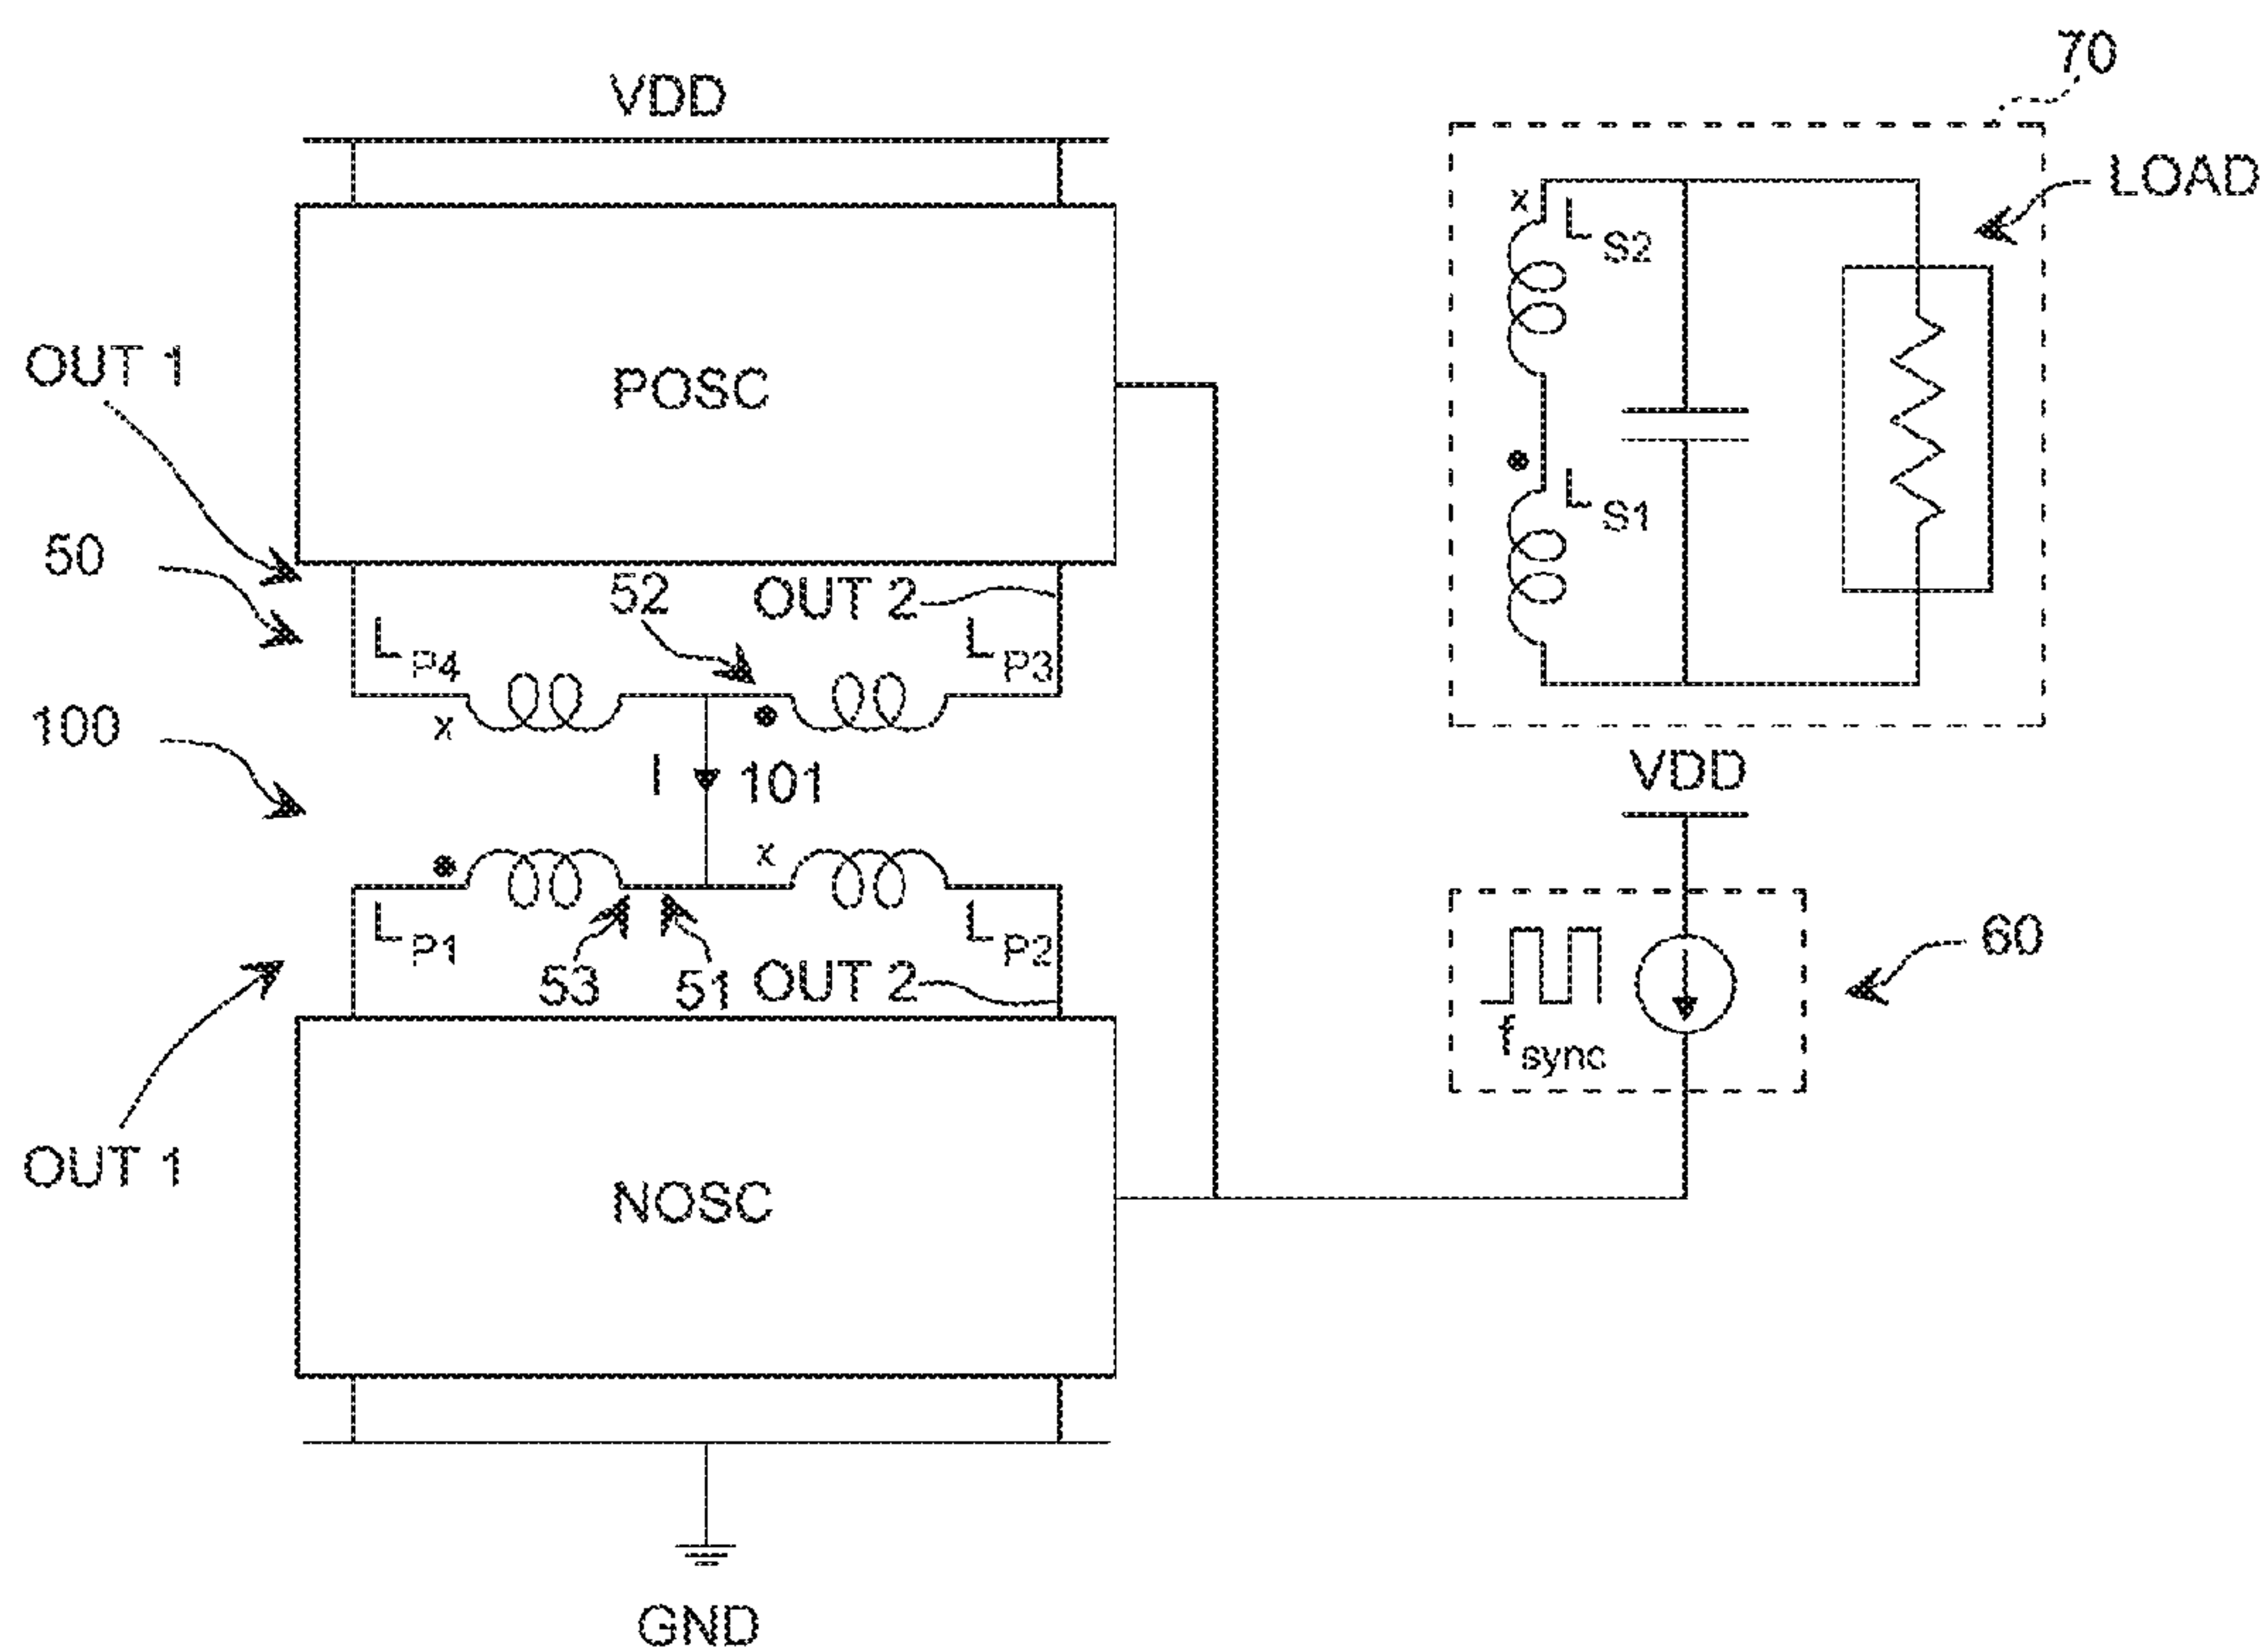 70
VDD
LOAD
x
L S2
OUT 1
POSC
L S1
50
52
OUT 2
L P4
L P3
100
x
I
101
VDD
x
L P1
L P2
60
53
51
OUT 2
f sync
OUT 1
NOSC
GND